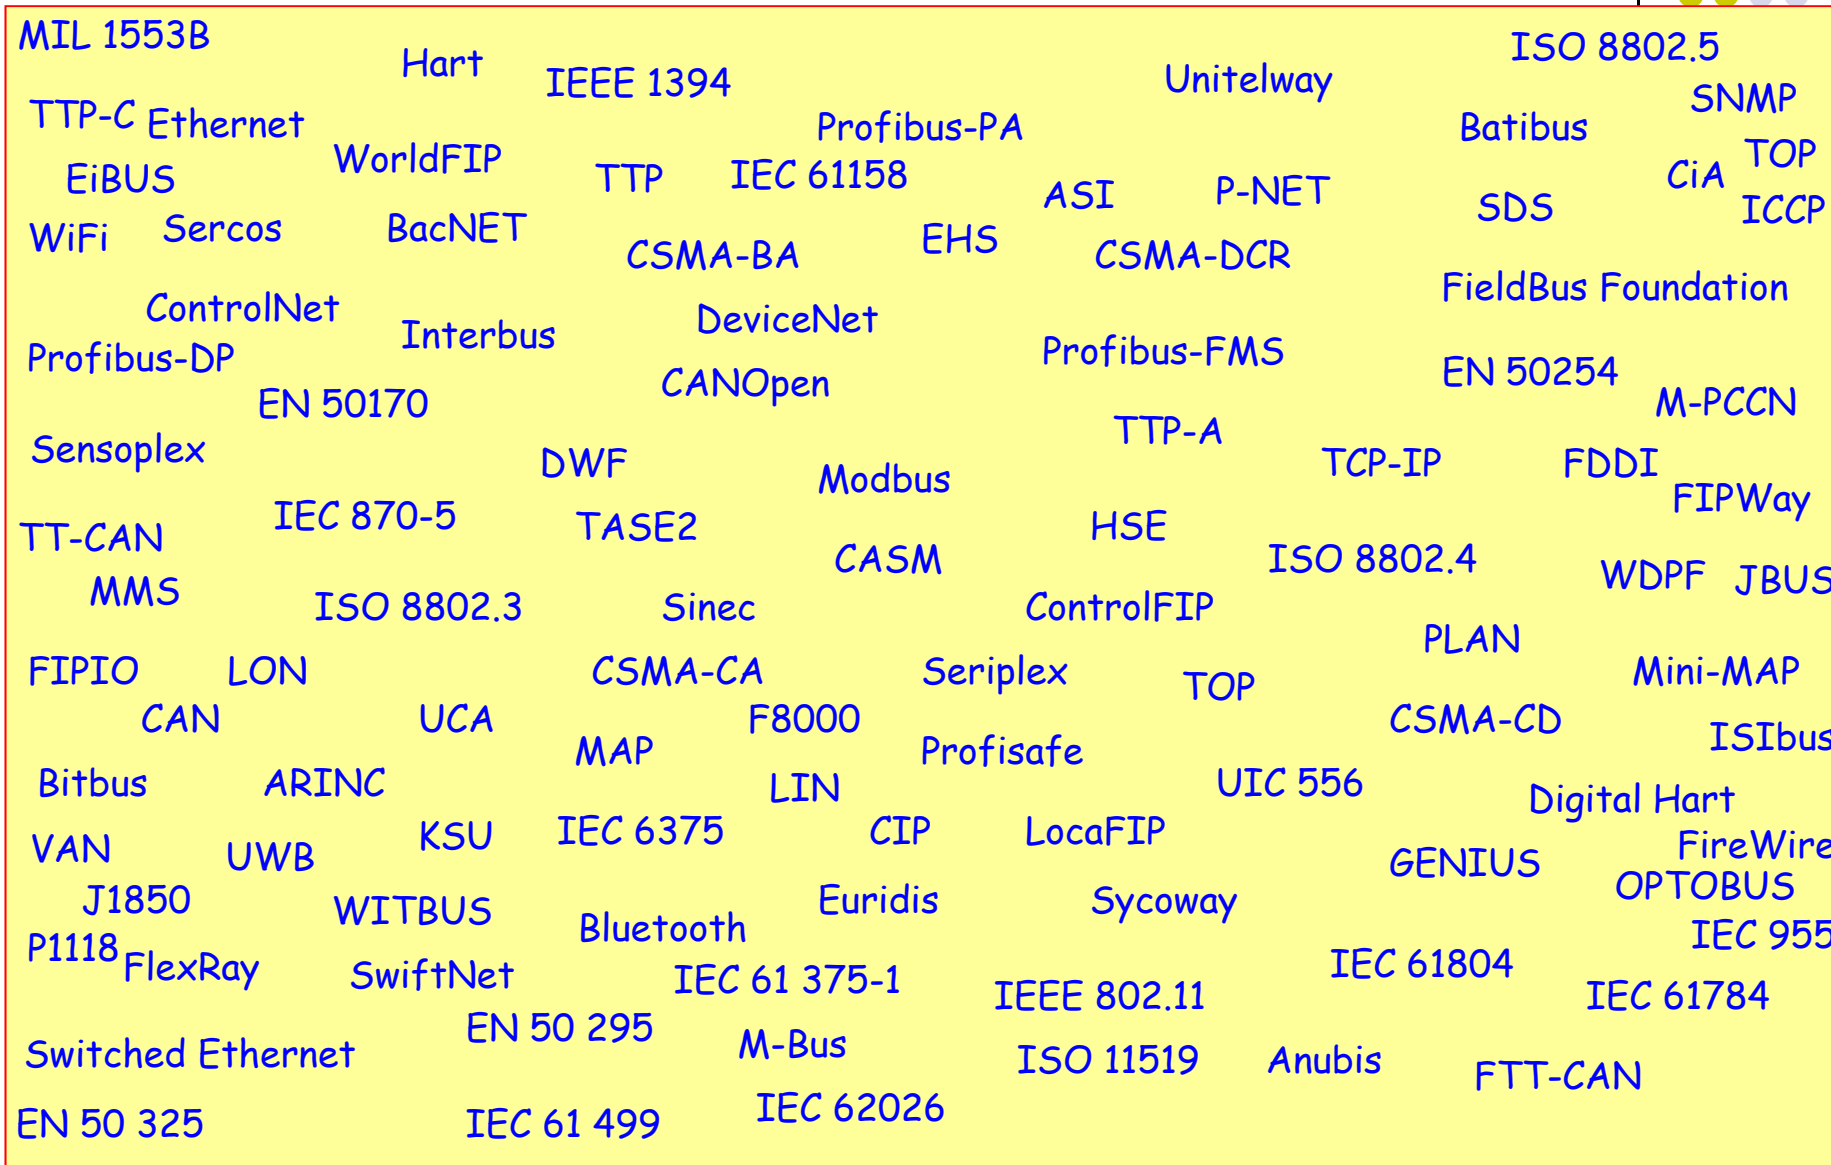 MIL 1553B
Hart
IEEE 1394
Unitelway
ISO 8802.5
SNMP
TTP-C
Ethernet
Profibus-PA
Batibus
TOP
WorldFIP
EiBUS
TTP
IEC 61158
ASI
P-NET
CiA
SDS
ICCP
WiFi
Sercos
BacNET
CSMA-BA
EHS
CSMA-DCR
FieldBus Foundation
ControlNet
Interbus
DeviceNet
Profibus-DP
Profibus-FMS
EN 50254
CANOpen
EN 50170
M-PCCN
TTP-A
Sensoplex
DWF
Modbus
TCP-IP
FDDI
FIPWay
IEC 870-5
TASE2
HSE
TT-CAN
CASM
ISO 8802.4
WDPF
JBUS
MMS
ISO 8802.3
Sinec
ControlFIP
PLAN
FIPIO
LON
CSMA-CA
Seriplex
TOP
Mini-MAP
CAN
UCA
F8000
CSMA-CD
ISIbus
MAP
Profisafe
Bitbus
ARINC
LIN
UIC 556
Digital Hart
VAN
UWB
KSU
IEC 6375
CIP
LocaFIP
FireWire
GENIUS
OPTOBUS
J1850
WITBUS
Euridis
Sycoway
Bluetooth
IEC 955
P1118
FlexRay
SwiftNet
IEC 61 375-1
IEC 61804
IEEE 802.11
IEC 61784
EN 50 295
Switched Ethernet
M-Bus
ISO 11519
Anubis
FTT-CAN
EN 50 325
IEC 61 499
IEC 62026